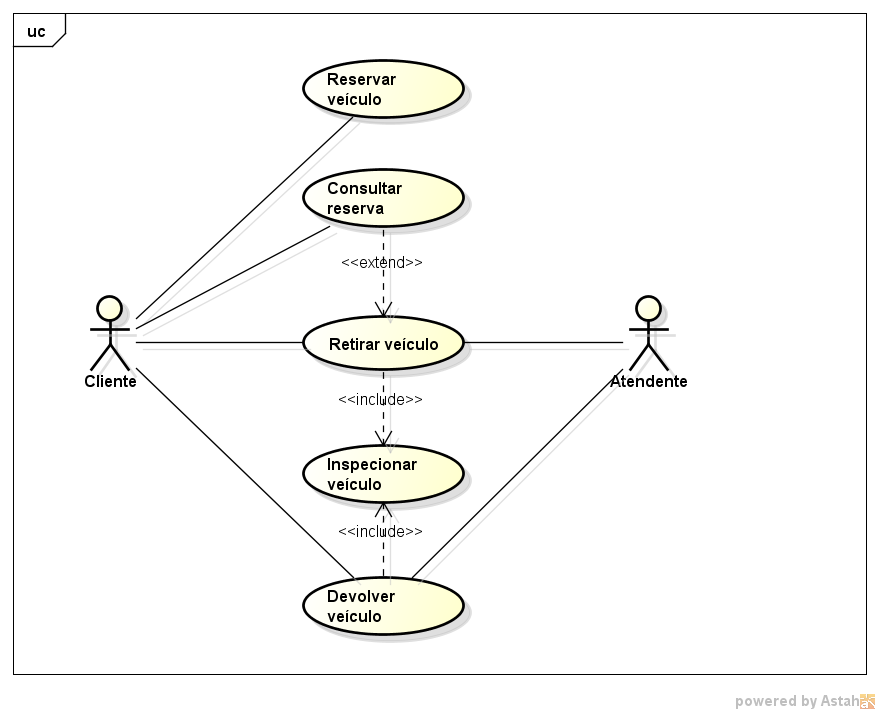 uc
Reservar
veículo
Consultar
reserva
<<extend>>
Retirar veículo
Cliente
Atendente
<<include>>
Inspecionar
veículo
<<include>>
Devolver
veículo
powered by Astah